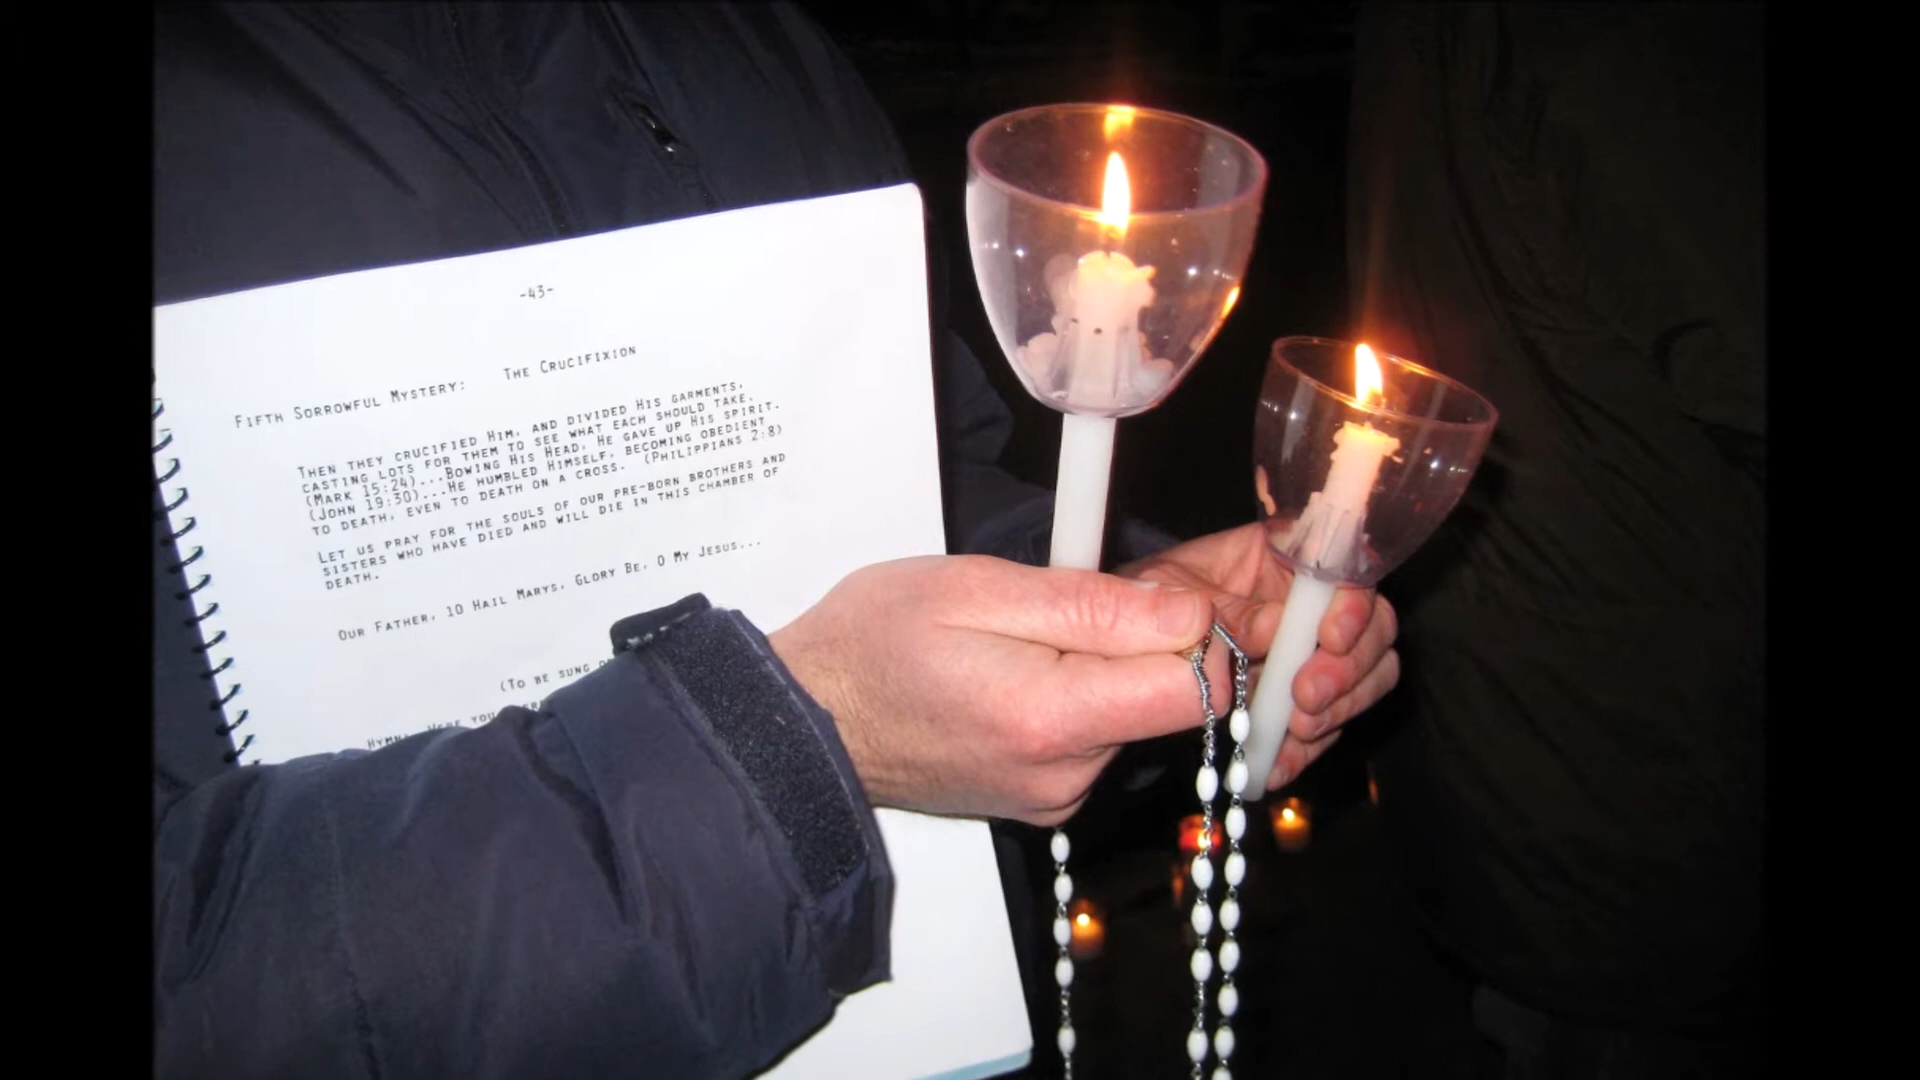 -43-
FIFTH SORROWFUL MYSTERY: THE CRUCIFIXION
THEN THEY CRUCIFIED HIM, AND DIVIDED HIS GARMENTS,
CASTING LOTS FOR THEM TO SEE WHAT EACH SHOULD TAKE.
(MARK 15:24)...BOWING HIS HEAD, HE GAVE UP HIS SPIRIT.
(JOHN 19:30)...HE HUMBLED HIMSELF, BECOMING OBEDIENT
TO DEATH, EVEN TO DEATH ON A CROSS. (PHILIPPIANS 2:8)
LET US PRAY FOR THE SOULS OF OUR PRE-BORN BROTHERS AND
SISTERS WHO HAVE DIED AND WILL DIE IN THIS CHAMBER OF
DEATH.
OUR FATHER, 10 HAIL MARYS, GLORY BE, O MY JESUS...
(TO BE SUNG
HYMN: WERE YOU